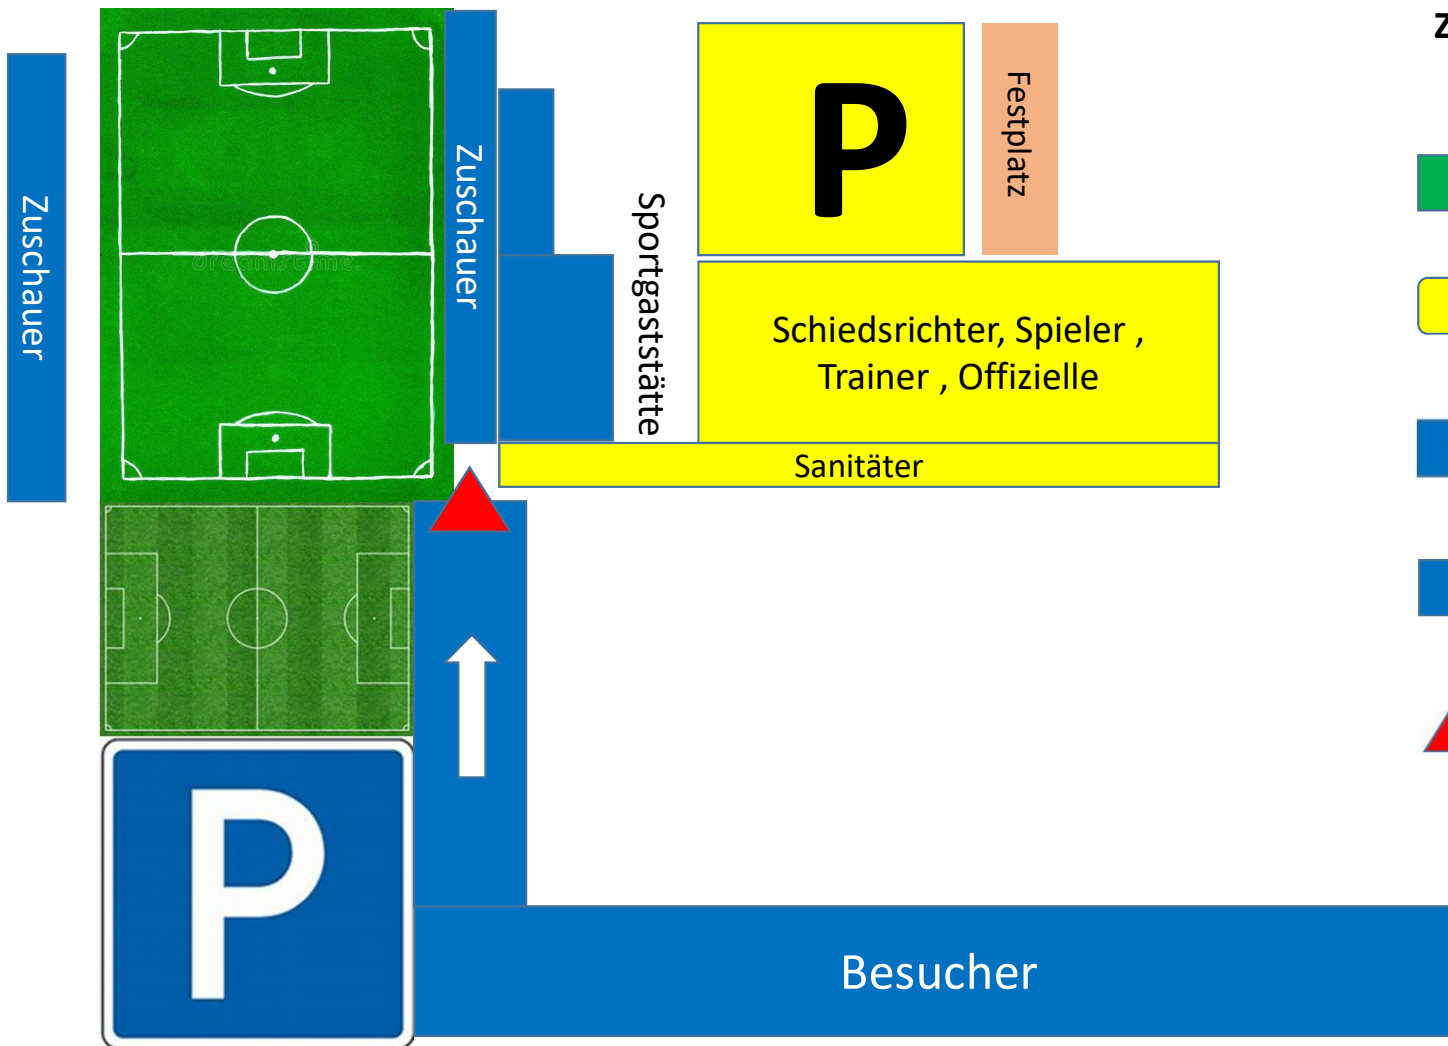 Z
Zuschauer
Zuschauer
Sportgaststätte
P
Festplatz
Schiedsrichter, Spieler ,
Trainer , Offizielle
Sanitäter
P
Besucher